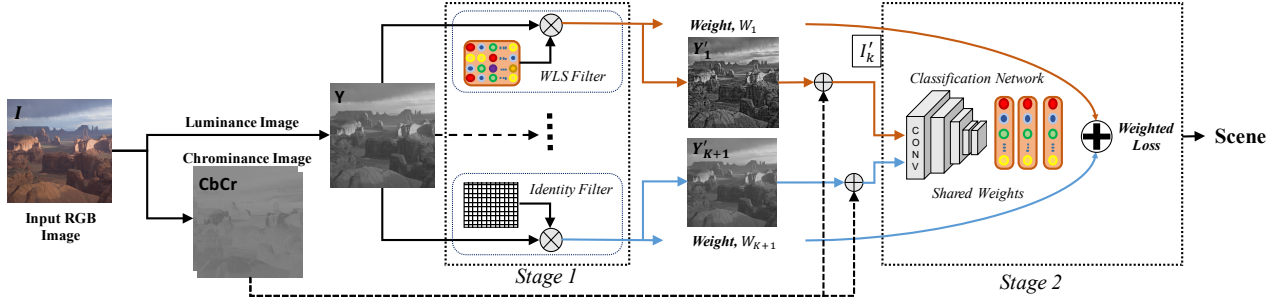 I
Input RGB
Image
Luminance Image
Chrominance Image
CbCr
Y
WLS Filter
Identity Filter
Stage 1
Weight, W₁
Y′₁
Y′K+1
Weight, WK+1
I′k
Classification Network
CONV
Shared Weights
Weighted
Loss
Stage 2
Scene